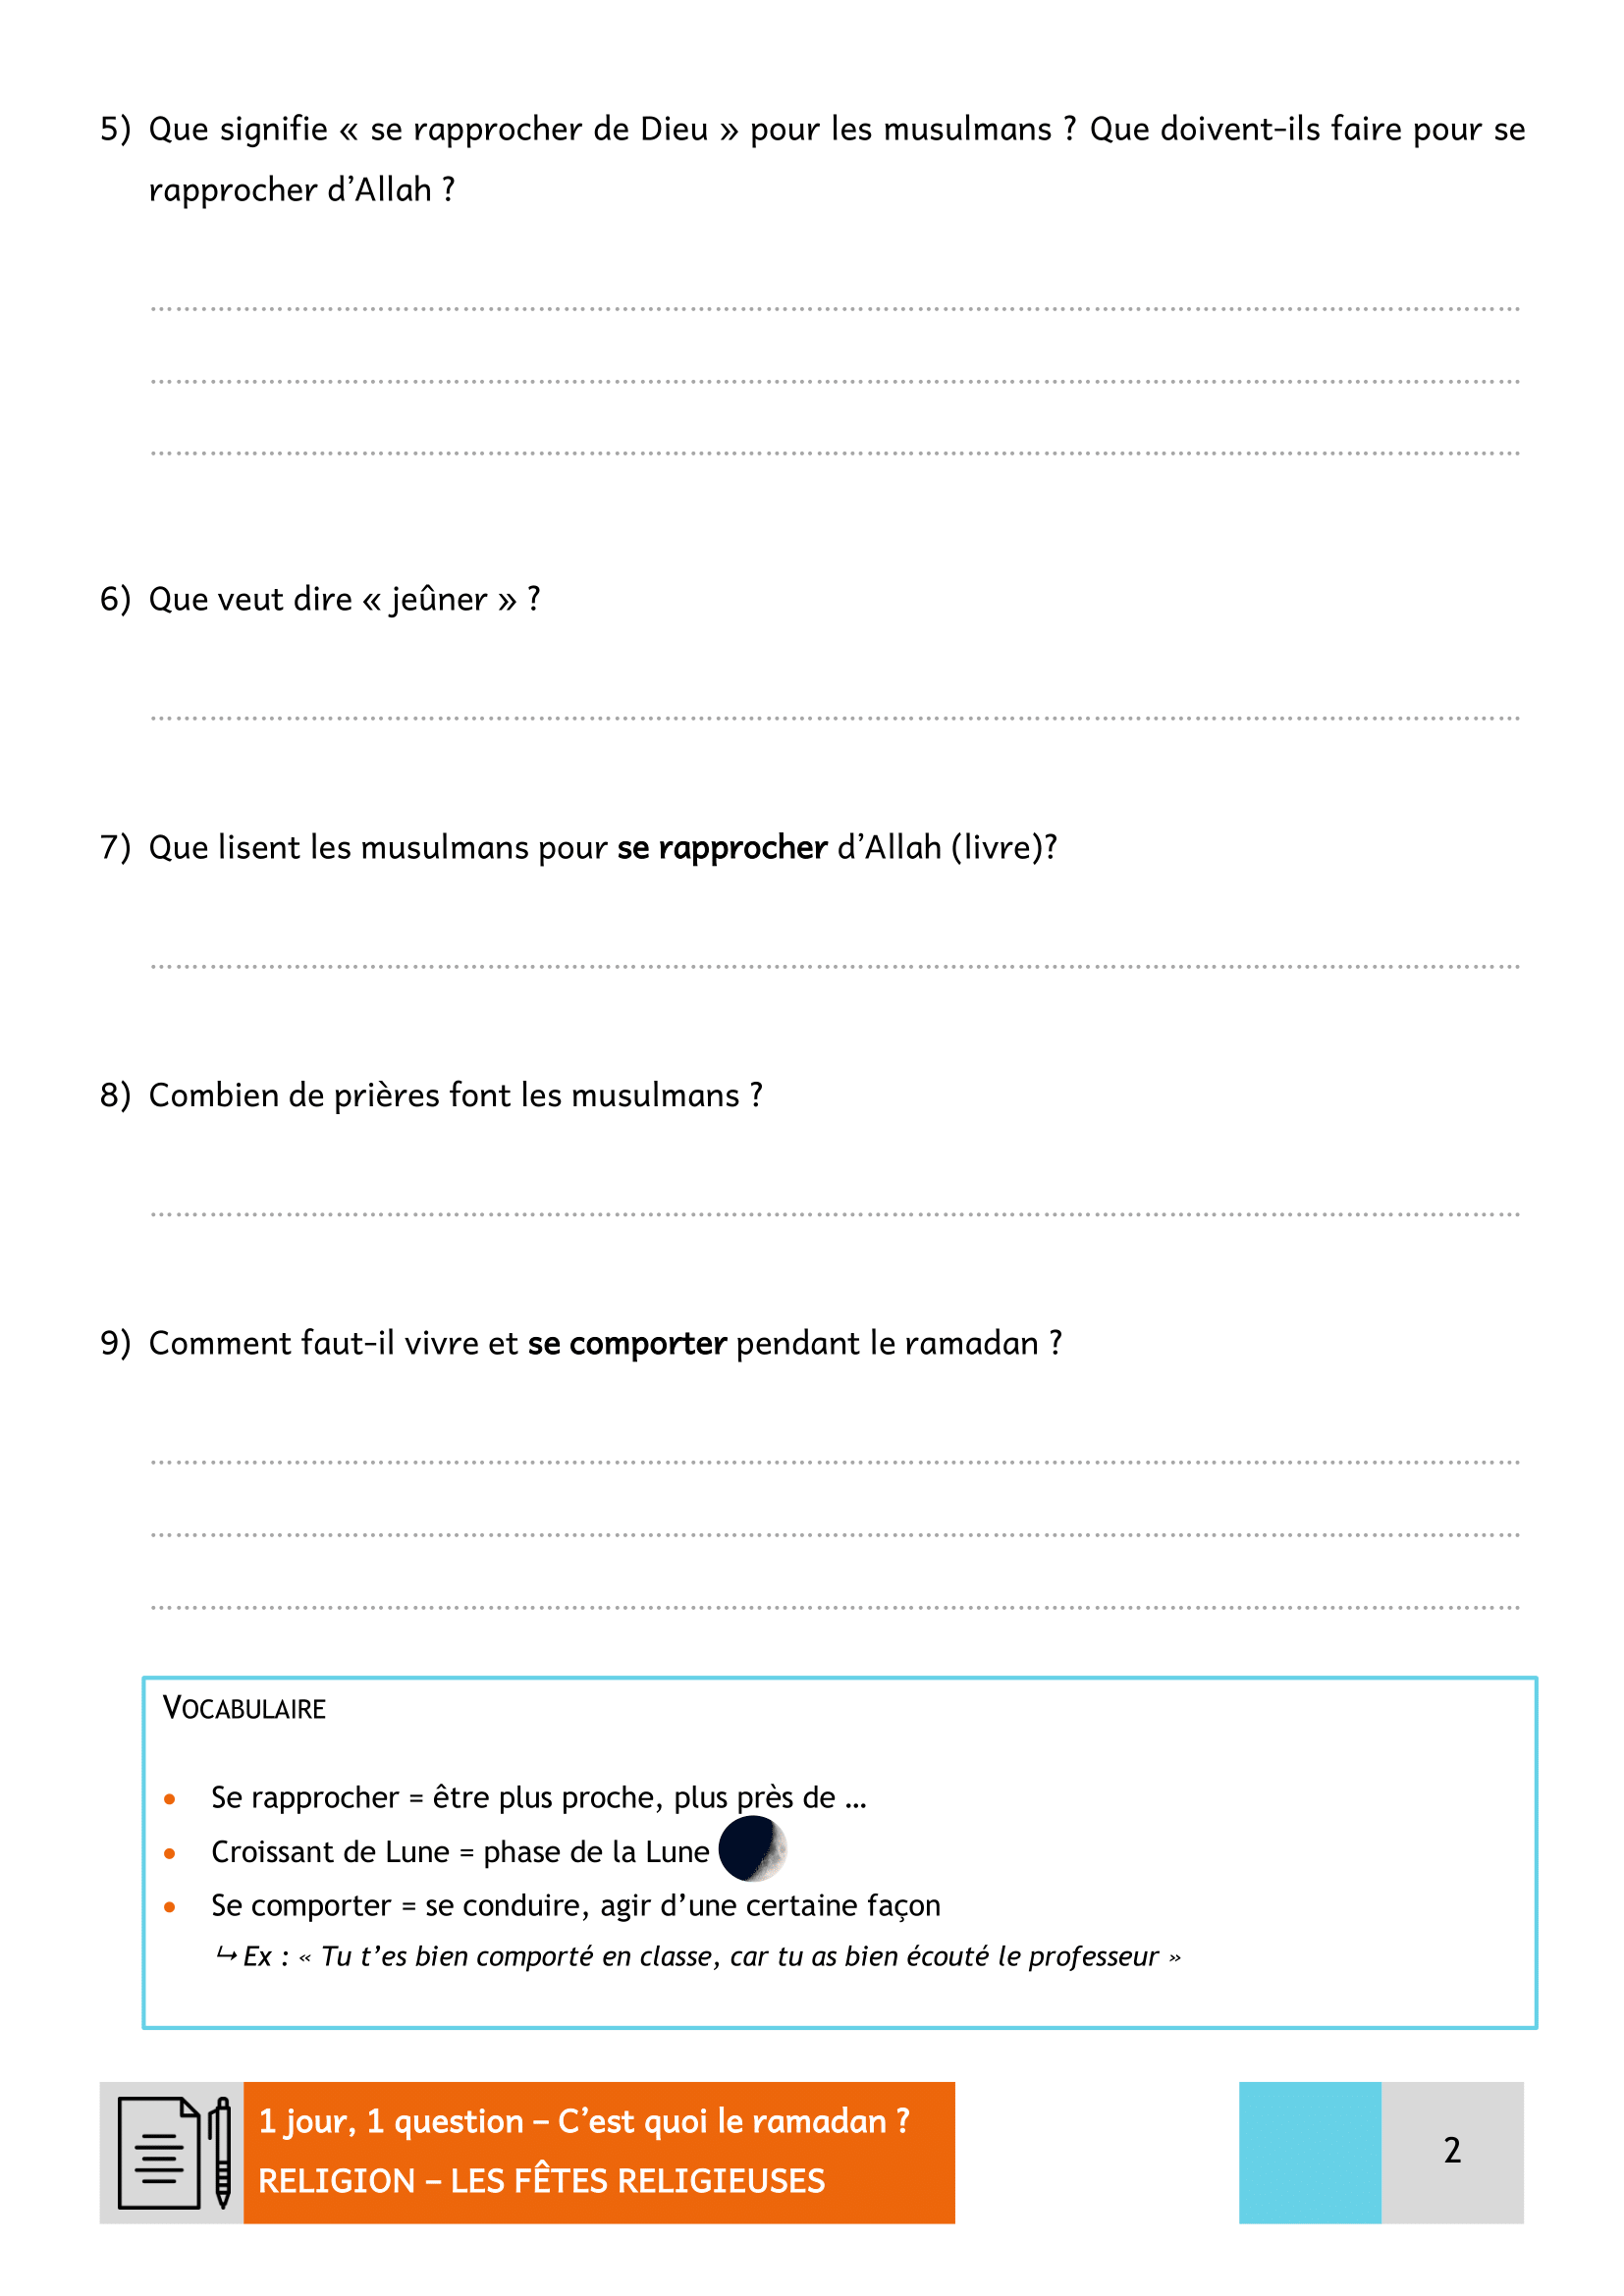 5) Que signifie « se rapprocher de Dieu » pour les musulmans ? Que doivent-ils faire pour se
rapprocher d’Allah ?
6) Que veut dire « jeûner » ?
7) Que lisent les musulmans pour se rapprocher d’Allah (livre)?
8) Combien de prières font les musulmans ?
9) Comment faut-il vivre et se comporter pendant le ramadan ?
VOCABULAIRE
• Se rapprocher = être plus proche, plus près de …
• Croissant de Lune = phase de la Lune
• Se comporter = se conduire, agir d’une certaine façon
↪ Ex : « Tu t’es bien comporté en classe, car tu as bien écouté le professeur »
1 jour, 1 question – C’est quoi le ramadan ?
RELIGION – LES FÊTES RELIGIEUSES
2